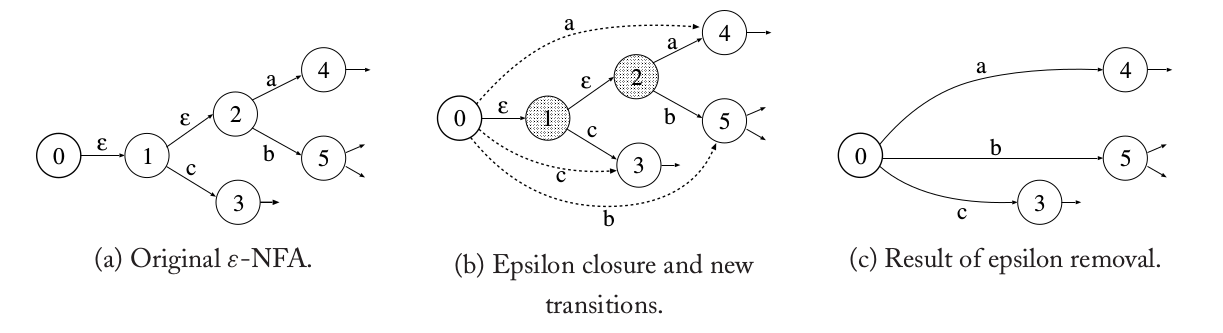 0 ε 1 ε 2 a 4 b 5 c 3
a 4 a 2 ε 0 ε 1 c b 5 c 3 b
a 4 0 b 5 c 3
(a) Original ε-NFA.
(b) Epsilon closure and new
transitions.
(c) Result of epsilon removal.